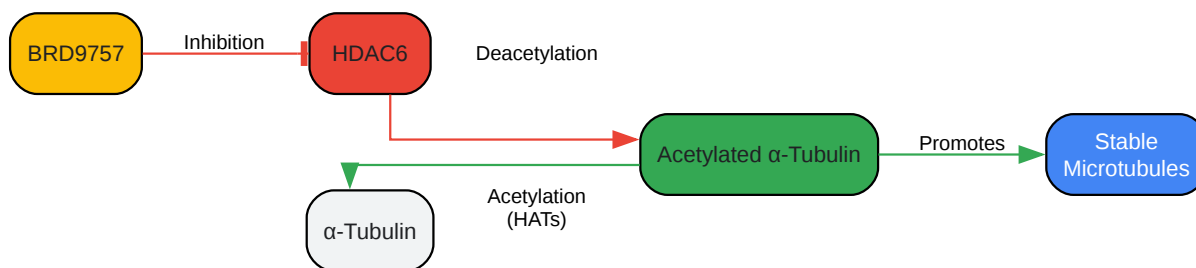 BRD9757
Inhibition
HDAC6
Deacetylation
Acetylated α-Tubulin
Promotes
Stable
Microtubules
Acetylation
(HATs)
α-Tubulin